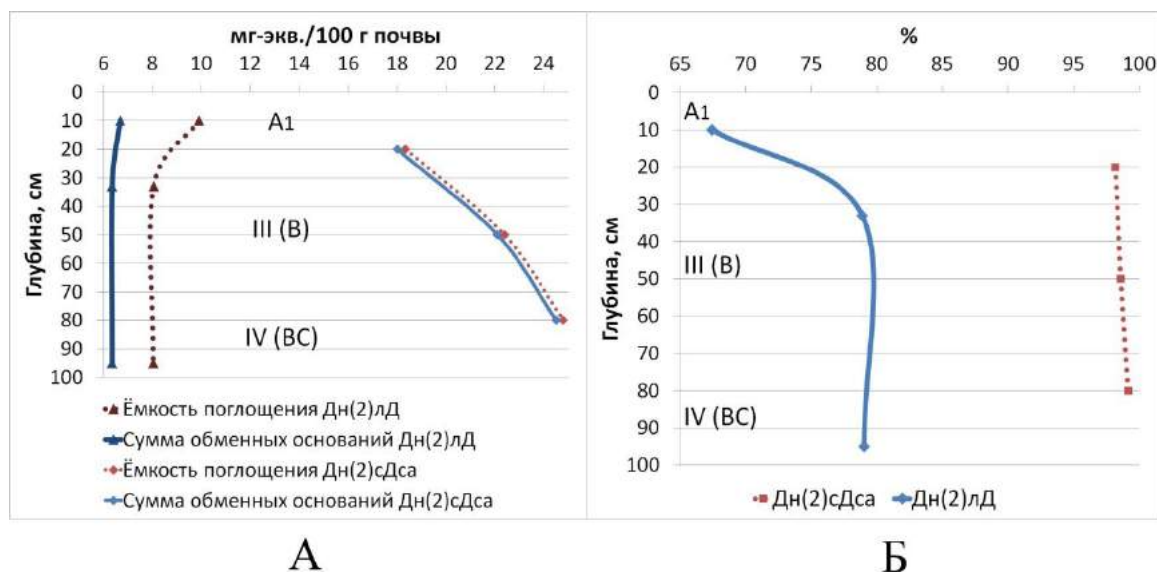 мг-экв./100 г почвы
6 8 10 12 14 16 18 20 22 24
Глубина, см
0
10
20
30
40
50
60
70
80
90
100
А1
III (В)
IV (ВС)
Ёмкость поглощения Дн(2)лД
Сумма обменных оснований Дн(2)лД
Ёмкость поглощения Дн(2)сДса
Сумма обменных оснований Дн(2)сДса
А
%
65 70 75 80 85 90 95 100
Глубина, см
0
10
20
30
40
50
60
70
80
90
100
А1
III (В)
IV (ВС)
Дн(2)сДса Дн(2)лД
Б